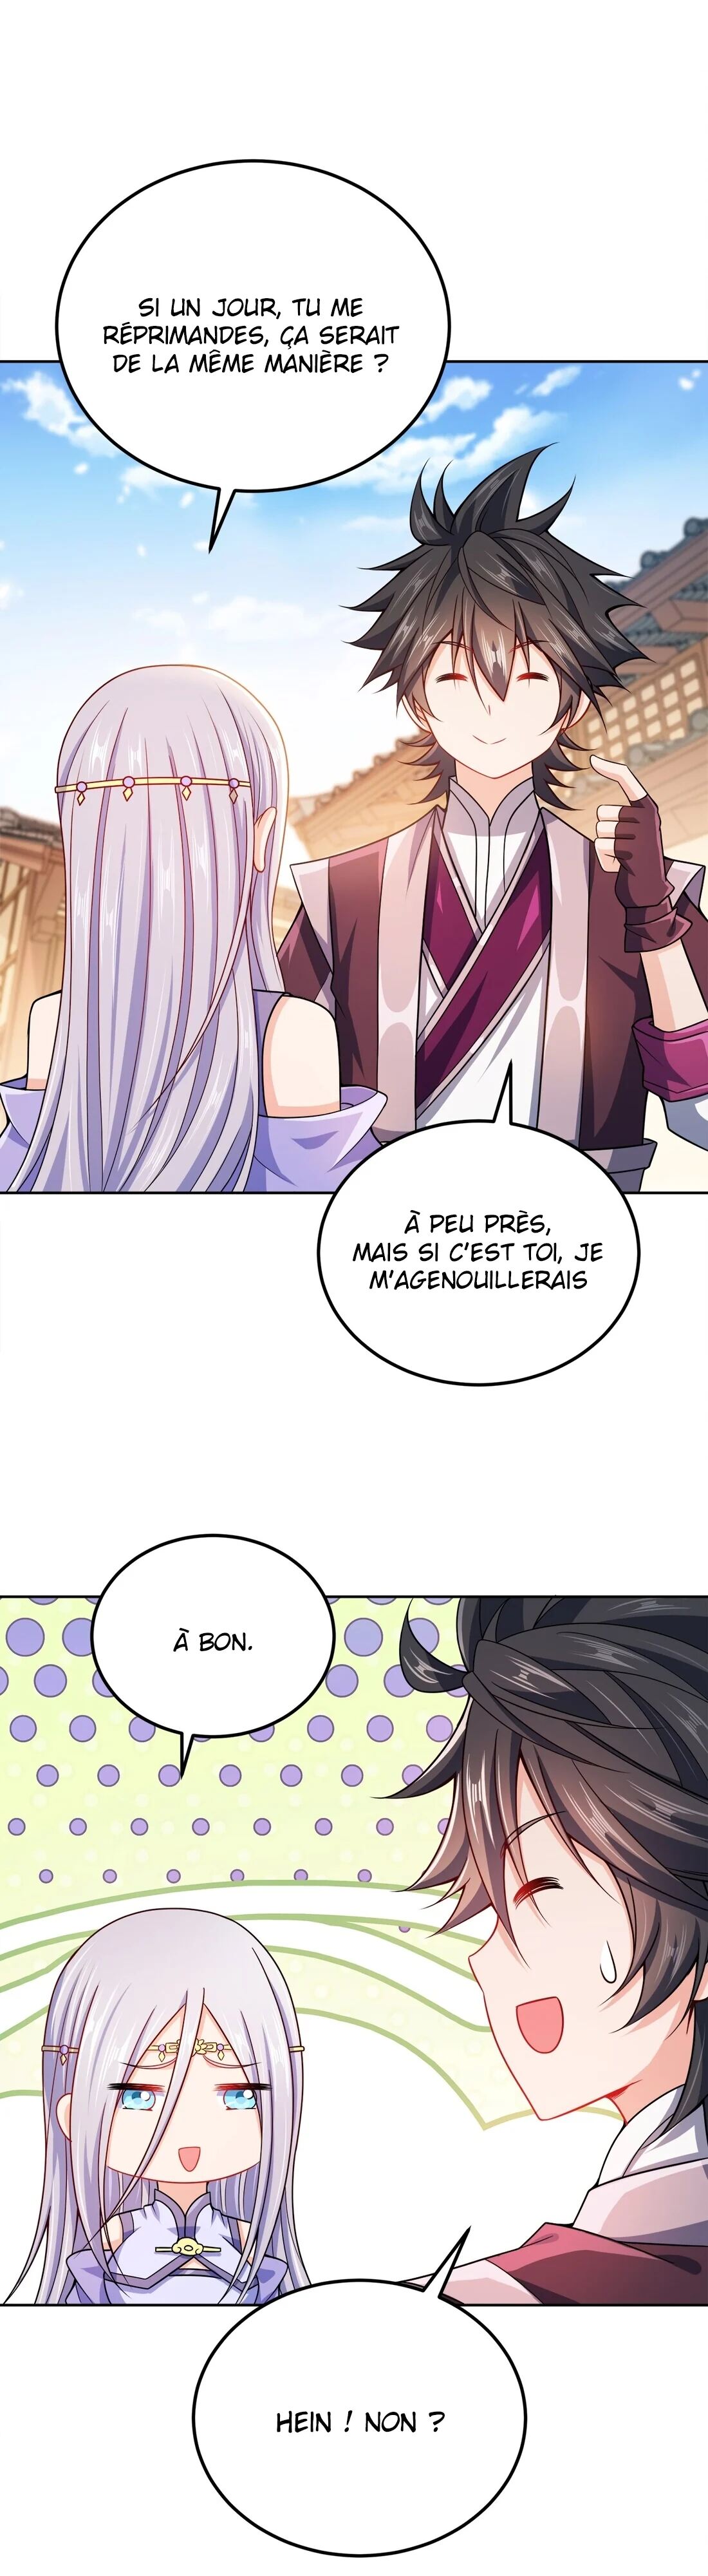 SI UN JOUR, TU ME
RÉPRIMANDES, ÇA SERAIT
DE LA MÊME MANIÈRE ?
À PEU PRÈS,
MAIS SI C'EST TOI, JE
M'AGENOUILLERAIS
À BON.
HEIN ! NON ?